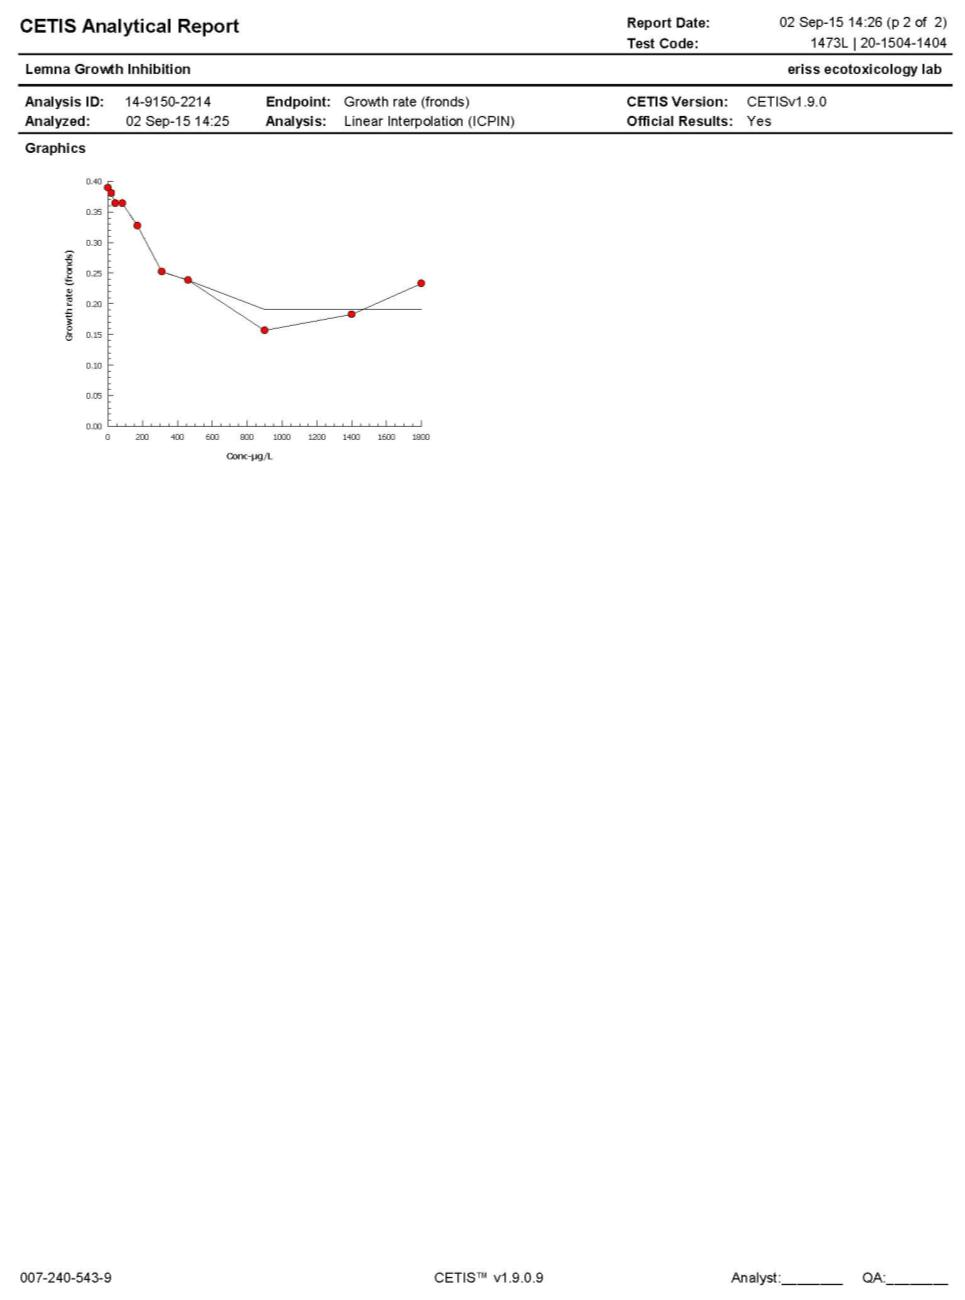 CETIS Analytical Report
Report Date: 02 Sep-15 14:26 (p 2 of 2)
Test Code: 1473L | 20-1504-1404
Lemna Growth Inhibition eriss ecotoxicology lab
Analysis ID: 14-9150-2214 Endpoint: Growth rate (fronds) CETIS Version: CETISv1.9.0
Analyzed: 02 Sep-15 14:25 Analysis: Linear Interpolation (ICPIN) Official Results: Yes
Graphics
0.40
0.35
0.30
0.25
0.20
0.15
0.10
0.05
0.00
Growth rate (fronds)
0 200 400 600 800 1000 1200 1400 1600 1800
Conc-µg/L
007-240-543-9 CETIS™ v1.9.0.9 Analyst:________ QA:________